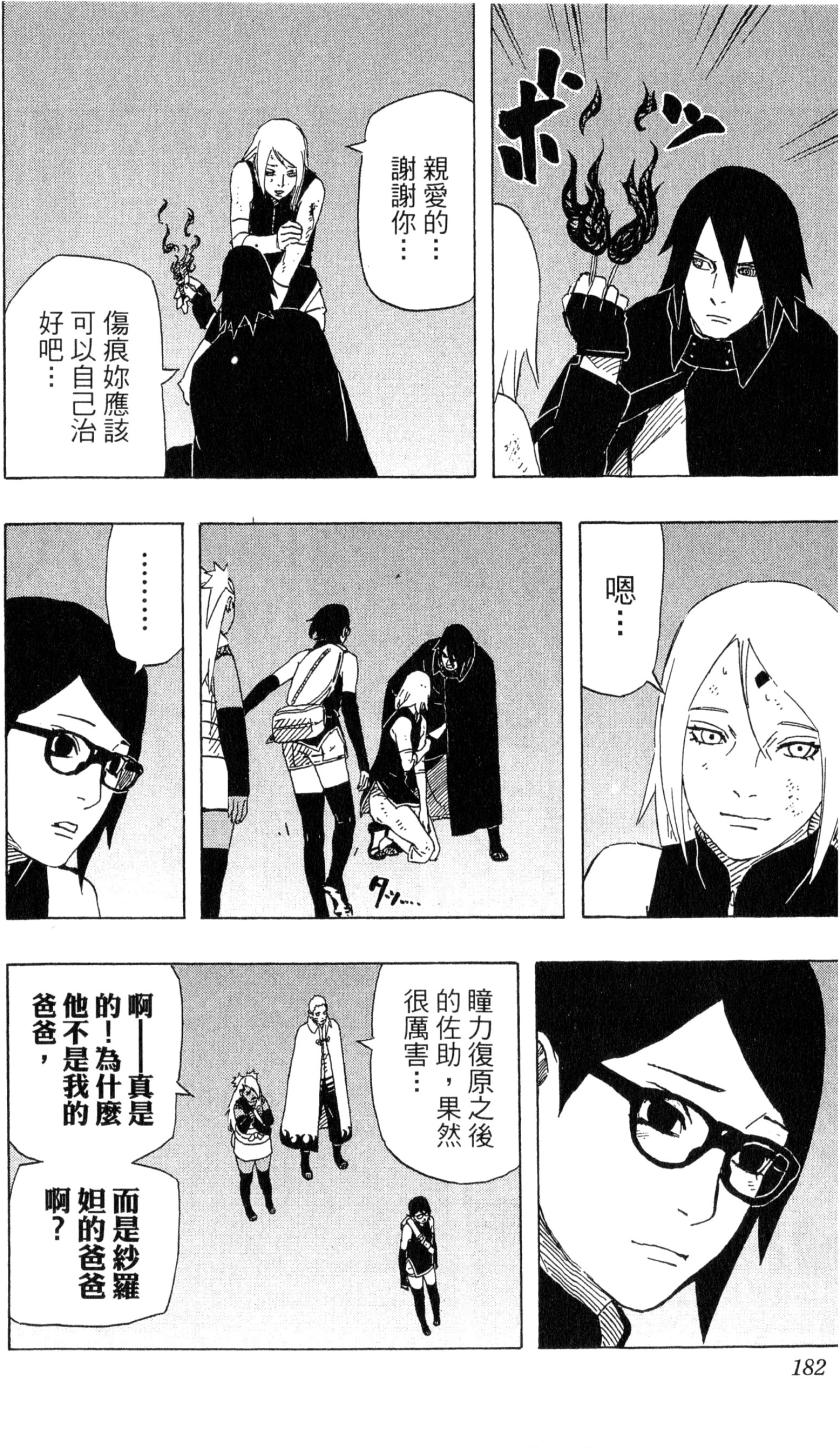 ボッ
親愛的…
謝謝你…
傷痕妳應該
可以自己治
好吧…
嗯…
タッ….
………
瞳力復原之後
的佐助，果然
很厲害…
啊——真是
的！為什麼
他不是我的
爸爸，
而是紗羅
妲的爸爸
啊？
182